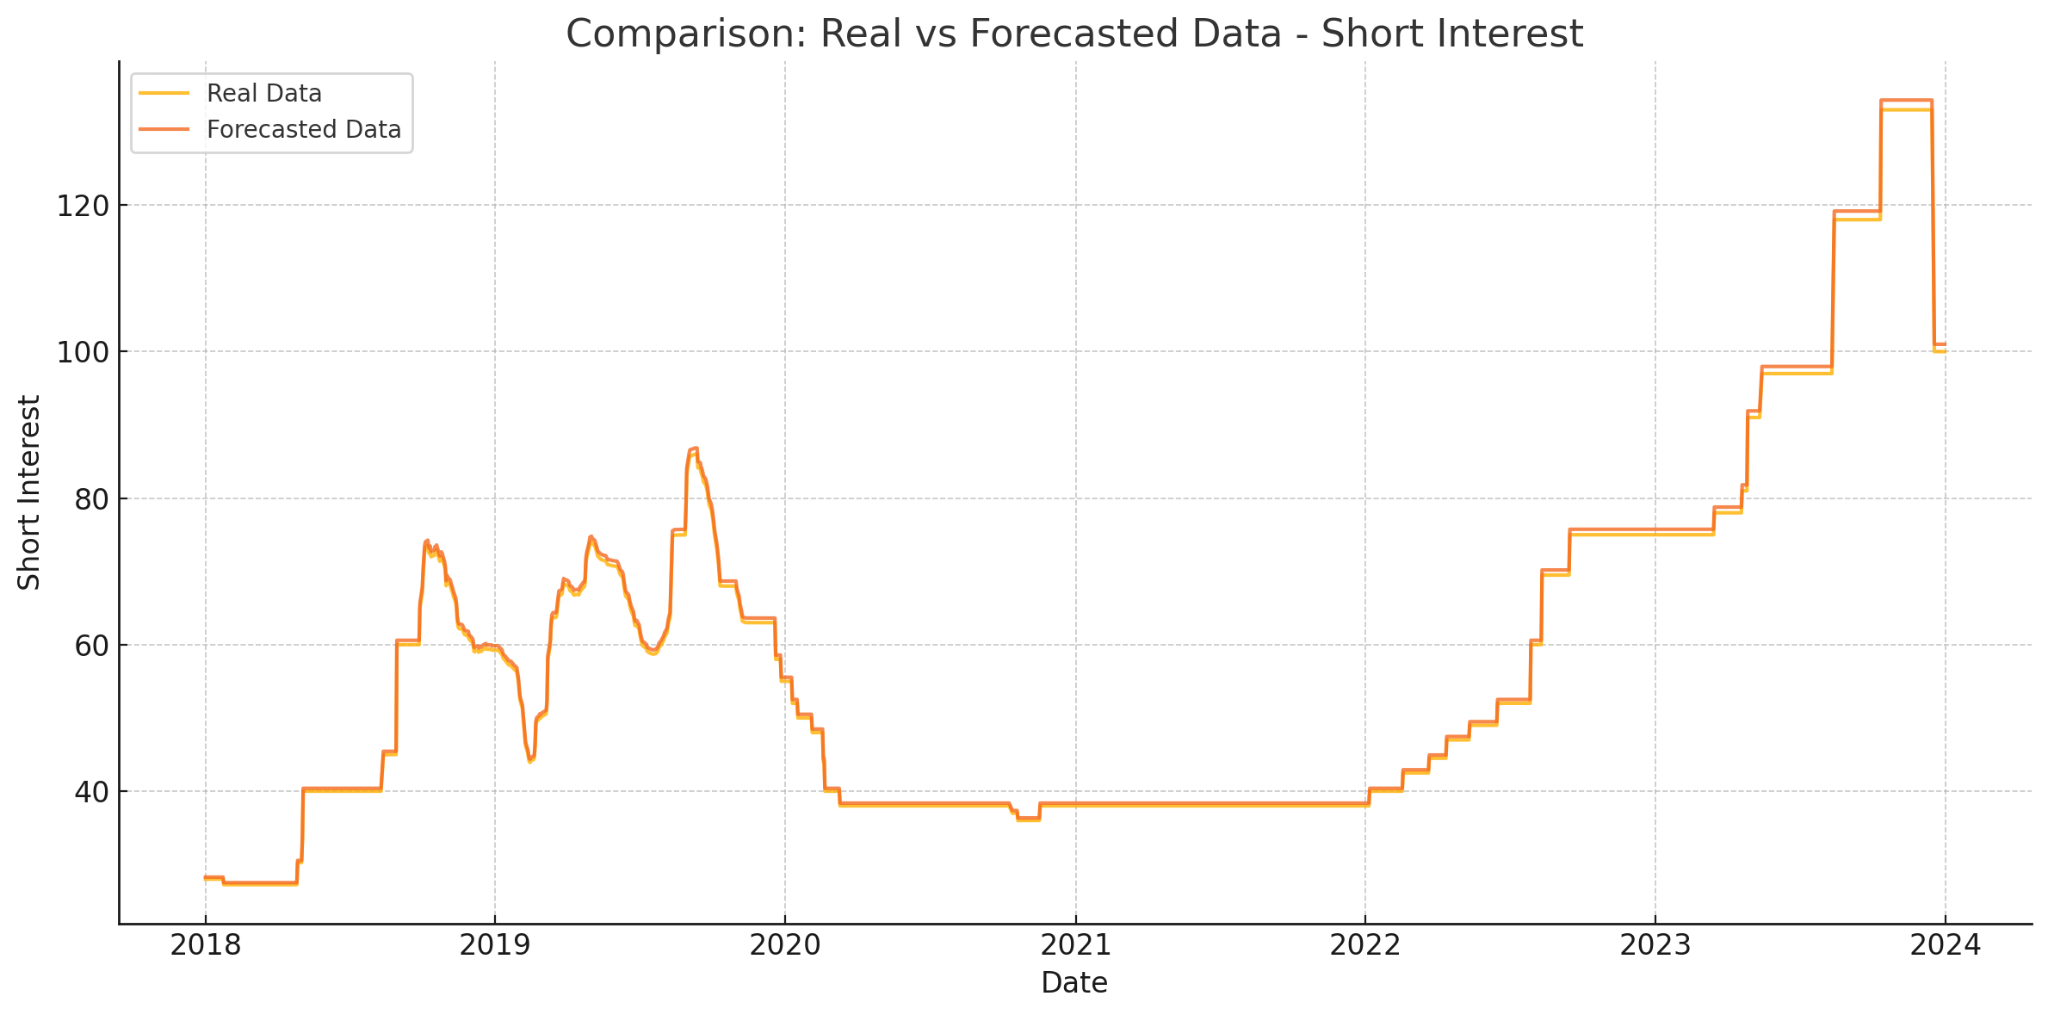 Comparison: Real vs Forecasted Data - Short Interest
Real Data
Forecasted Data
120
100
80
60
40
Short Interest
2018 2019 2020 2021 2022 2023 2024
Date